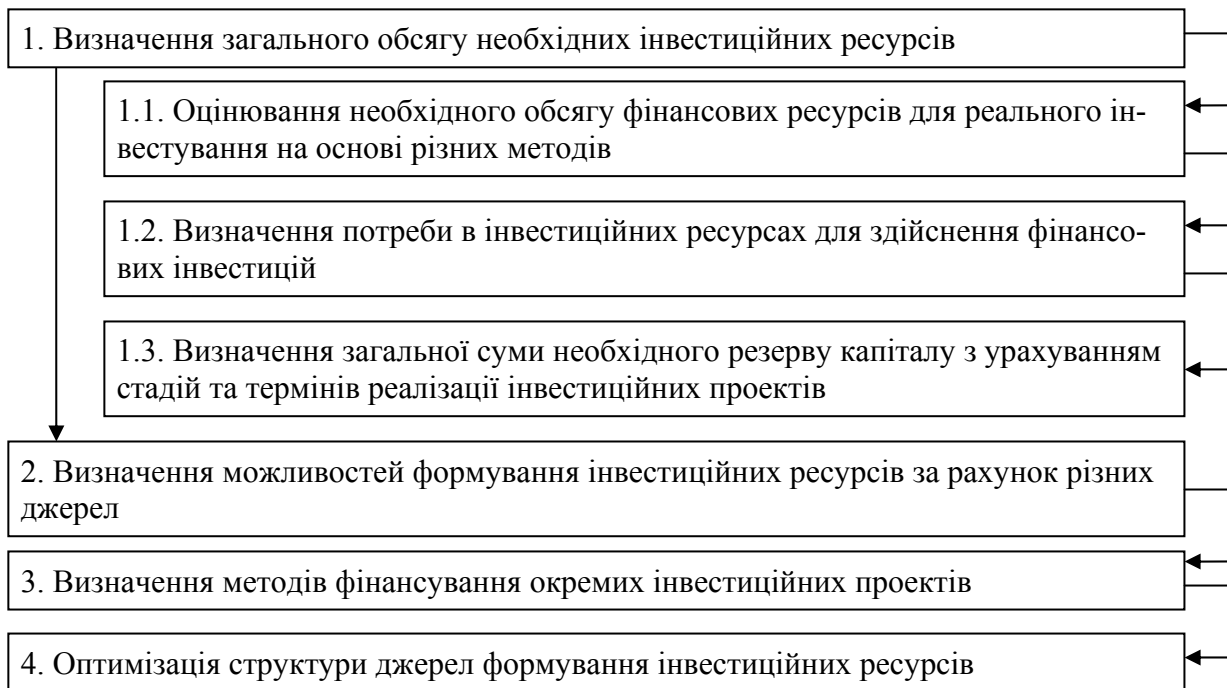 1. Визначення загального обсягу необхідних інвестиційних ресурсів
1.1. Оцінювання необхідного обсягу фінансових ресурсів для реального ін-
вестування на основі різних методів
1.2. Визначення потреби в інвестиційних ресурсах для здійснення фінансо-
вих інвестицій
1.3. Визначення загальної суми необхідного резерву капіталу з урахуванням
стадій та термінів реалізації інвестиційних проектів
2. Визначення можливостей формування інвестиційних ресурсів за рахунок різних
джерел
3. Визначення методів фінансування окремих інвестиційних проектів
4. Оптимізація структури джерел формування інвестиційних ресурсів